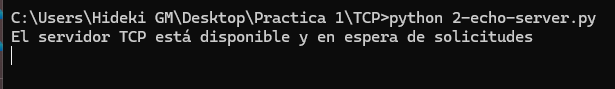 C:\Users\Hideki GM\Desktop\Practica 1\TCP>python 2-echo-server.py
El servidor TCP está disponible y en espera de solicitudes